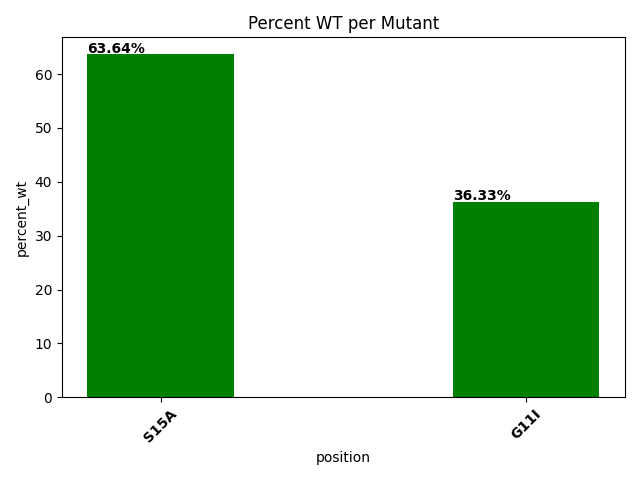 Percent WT per Mutant
63.64%
36.33%
60
50
40
30
20
10
0
percent_wt
S15A
G11I
position